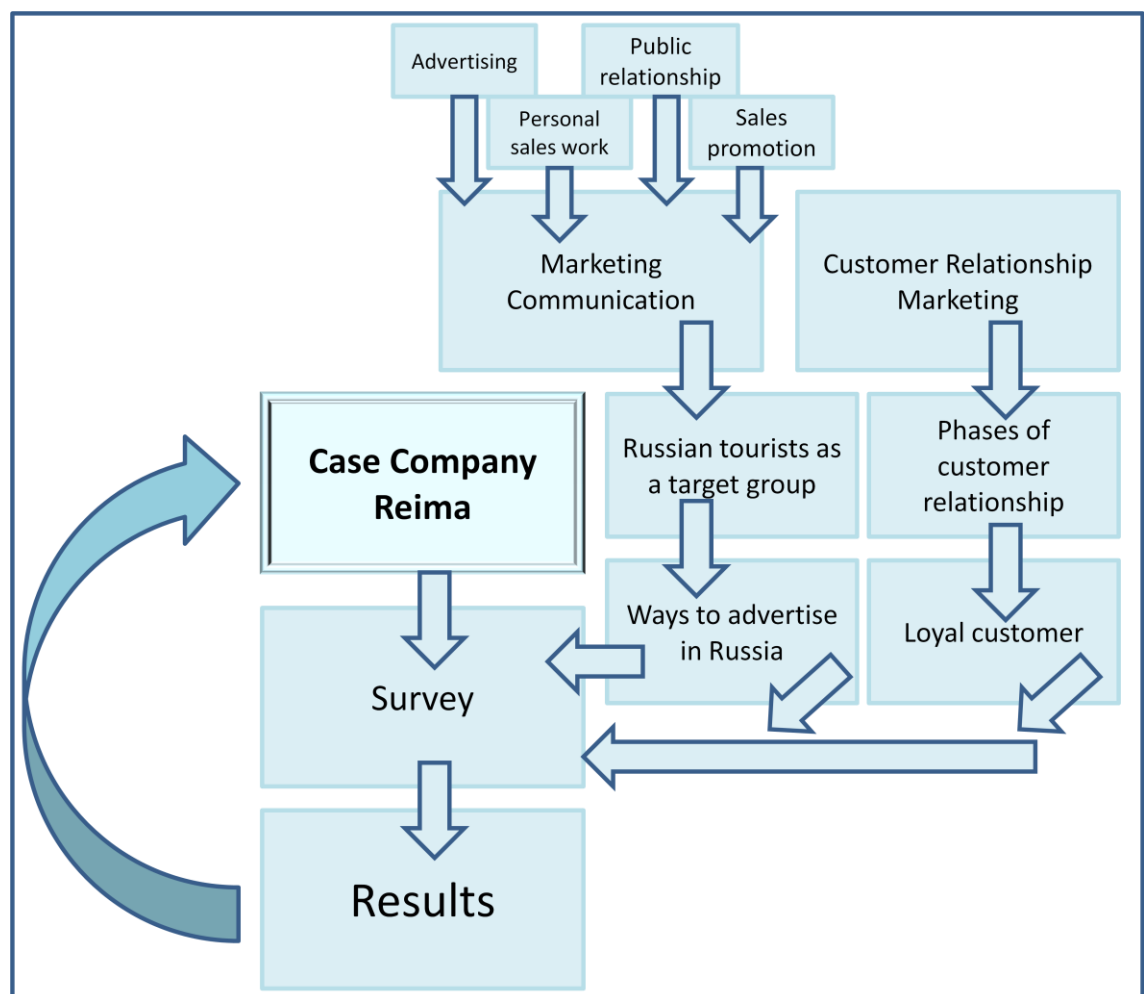 Advertising
Public
relationship
Personal
sales work
Sales
promotion
Marketing
Communication
Customer Relationship
Marketing
Case Company
Reima
Russian tourists as
a target group
Phases of
customer
relationship
Ways to advertise
in Russia
Loyal customer
Survey
Results